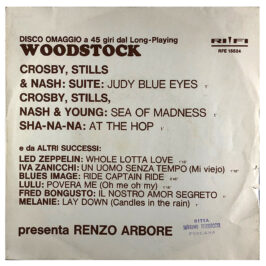 DISCO OMAGGIO a 45 giri dal Long-Playing
WOODSTOCK
RIFI
RFE 15524
CROSBY, STILLS
& NASH: SUITE: JUDY BLUE EYES
CROSBY, STILLS,
NASH & YOUNG: SEA OF MADNESS
SHA-NA-NA: AT THE HOP
e da ALTRI SUCCESSI:
LED ZEPPELIN: WHOLE LOTTA LOVE
IVA ZANICCHI: UN UOMO SENZA TEMPO (Mi viejo)
BLUES IMAGE: RIDE CAPTAIN RIDE
LULU: POVERA ME (Oh me oh my)
FRED BONGUSTO: IL NOSTRO AMOR SEGRETO
MELANIE: LAY DOWN (Candles in the rain)
presenta RENZO ARBORE